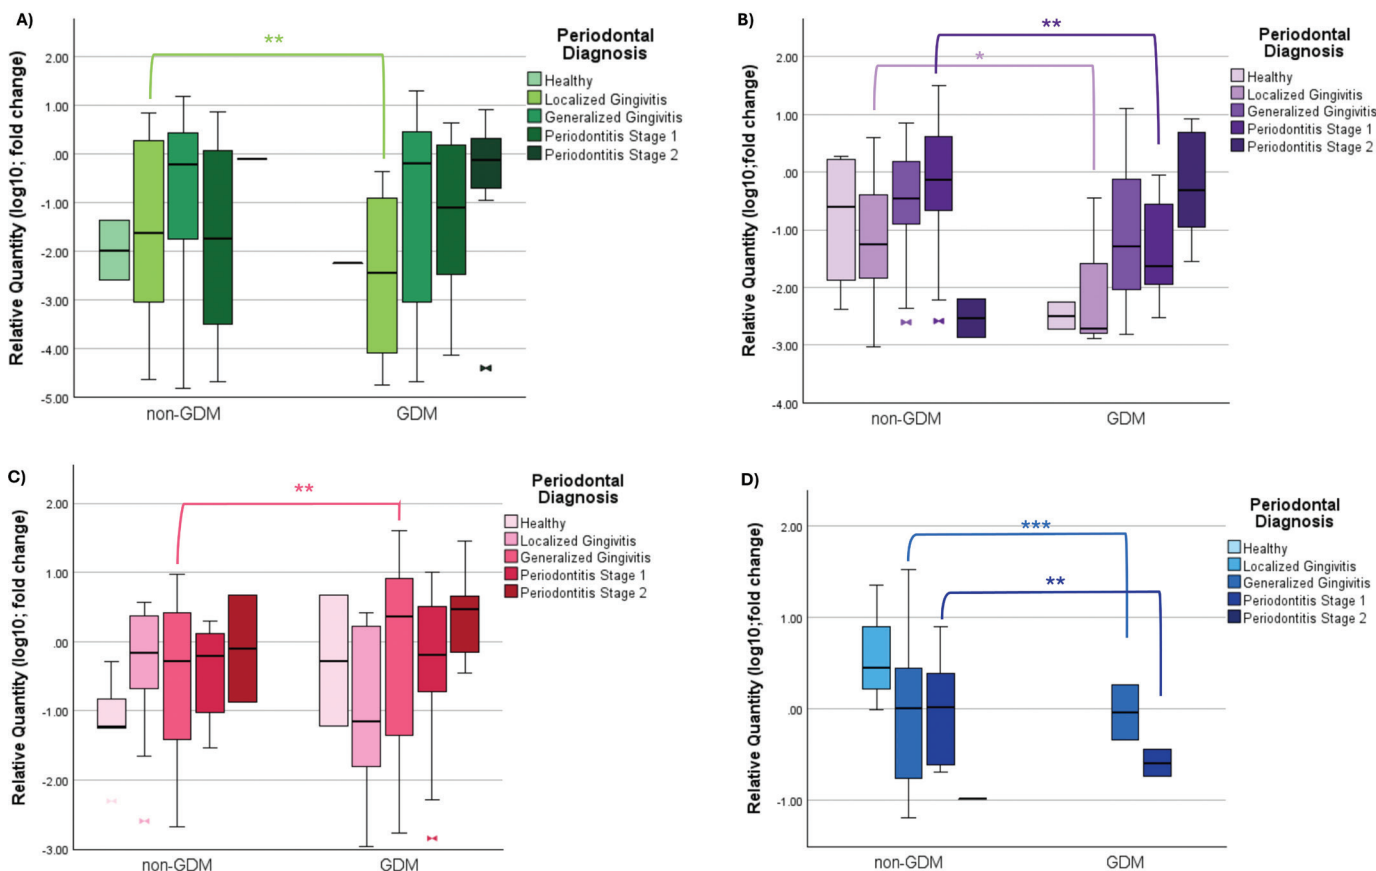 A)
**
Relative Quantity (log10; fold change)
2.00
1.00
.00
-1.00
-2.00
-3.00
-4.00
-5.00
non-GDM
GDM
Periodontal
Diagnosis
Healthy
Localized Gingivitis
Generalized Gingivitis
Periodontitis Stage 1
Periodontitis Stage 2
B)
**
*
Relative Quantity (log10;fold change)
2.00
1.00
.00
-1.00
-2.00
-3.00
-4.00
non-GDM
GDM
Periodontal
Diagnosis
Healthy
Localized Gingivitis
Generalized Gingivitis
Periodontitis Stage 1
Periodontitis Stage 2
C)
**
Relative Quantity (log10; fold change)
2.00
1.00
.00
-1.00
-2.00
-3.00
non-GDM
GDM
Periodontal
Diagnosis
Healthy
Localized Gingivitis
Generalized Gingivitis
Periodontitis Stage 1
Periodontitis Stage 2
D)
***
**
Relative Quantity (log10;fold change)
2.00
1.00
.00
-1.00
non-GDM
GDM
Periodontal
Diagnosis
Healthy
Localized Gingivitis
Generalized Gingivitis
Periodontitis Stage 1
Periodontitis Stage 2